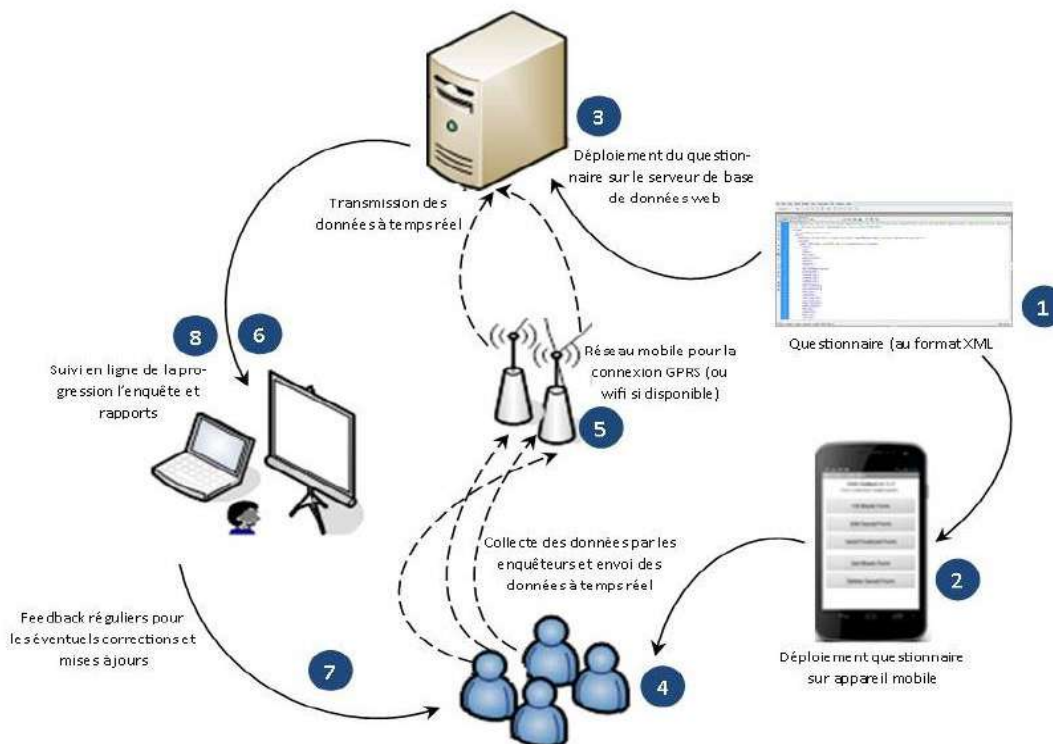 3
Déploiement du question-
naire sur le serveur de base
de données web
Transmission des
données à temps réel
1
Questionnaire (au format XML
8
6
Suivi en ligne de la pro-
gression l'enquête et
rapports
Réseau mobile pour la
connexion GPRS (ou
wifi si disponible)
5
2
Collecte des données par les
enquêteurs et envoi des
données à temps réel
Feedback réguliers pour
les éventuels corrections et
mises à jours
7
4
Déploiement questionnaire
sur appareil mobile